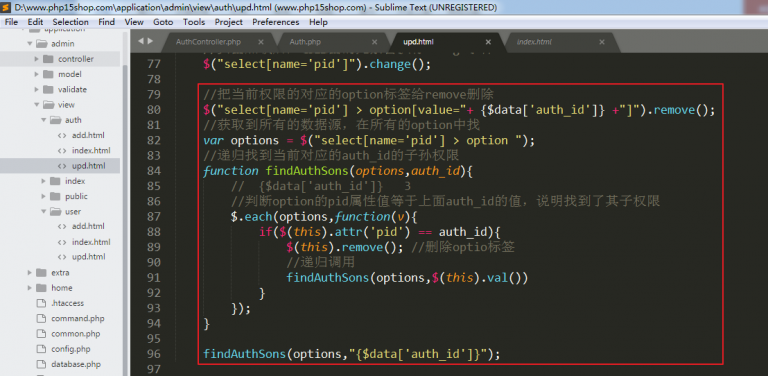 D:\www.php15shop.com\application\admin\view\auth\upd.html (www.php15shop.com) - Sublime Text (UNREGISTERED)
File Edit Selection Find View Goto Tools Project Preferences Help
application
admin
controller
model
validate
view
auth
add.html
index.html
upd.html
index
public
user
add.html
index.html
upd.html
extra
home
.htaccess
command.php
common.php
config.php
database.php
AuthController.php × Auth.php × upd.html × index.html ×
77 $("select[name='pid']").change();
78
79 //把当前权限的对应的option标签给remove删除
80 $("select[name='pid'] > option[value="+ {$data['auth_id']} +"]").remove();
81 //获取到所有的数据源，在所有的option中找
82 var options = $("select[name='pid'] > option ");
83 //递归找到当前对应的auth_id的子孙权限
84 function findAuthSons(options,auth_id){
85 // {$data['auth_id']} 3
86 //判断option的pid属性值等于上面auth_id的值，说明找到了其子权限
87 $.each(options,function(v){
88 if($(this).attr('pid') == auth_id){
89 $(this).remove(); //删除optio标签
90 //递归调用
91 findAuthSons(options,$(this).val())
92 }
93 });
94 }
95
96 findAuthSons(options,"{$data['auth_id']}");
97